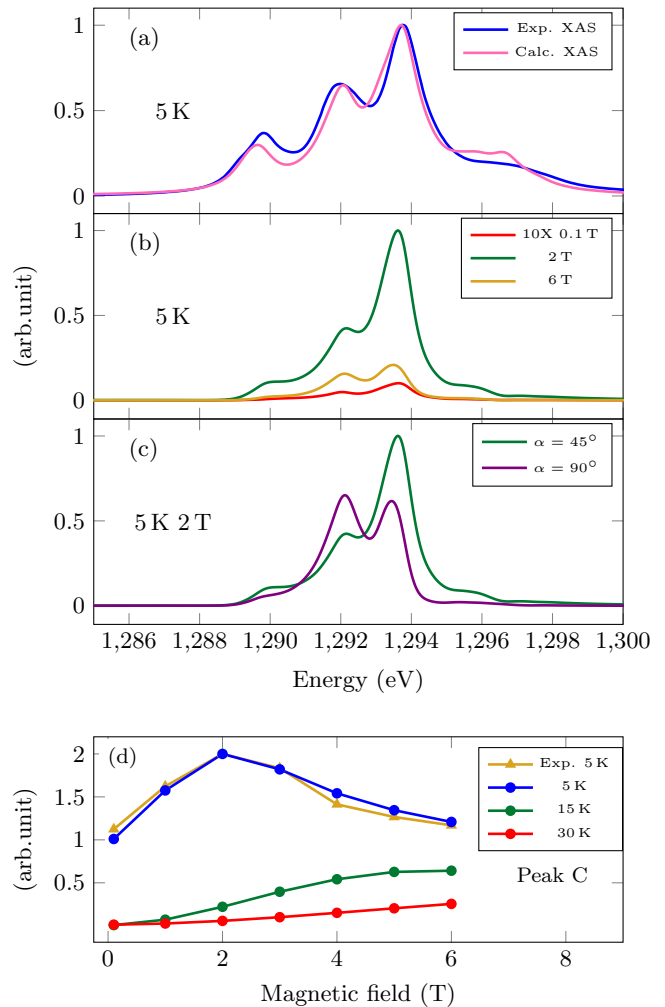 (a)
5 K
Exp. XAS
Calc. XAS
1
0.5
0
(b)
5 K
10X 0.1 T
2 T
6 T
1
0.5
0
(arb.unit)
(c)
5 K 2 T
α = 45°
α = 90°
1
0.5
0
1,286 1,288 1,290 1,292 1,294 1,296 1,298 1,300
Energy (eV)
(d)
Exp. 5 K
5 K
15 K
30 K
Peak C
2
1.5
1
0.5
(arb.unit)
0 2 4 6 8
Magnetic field (T)